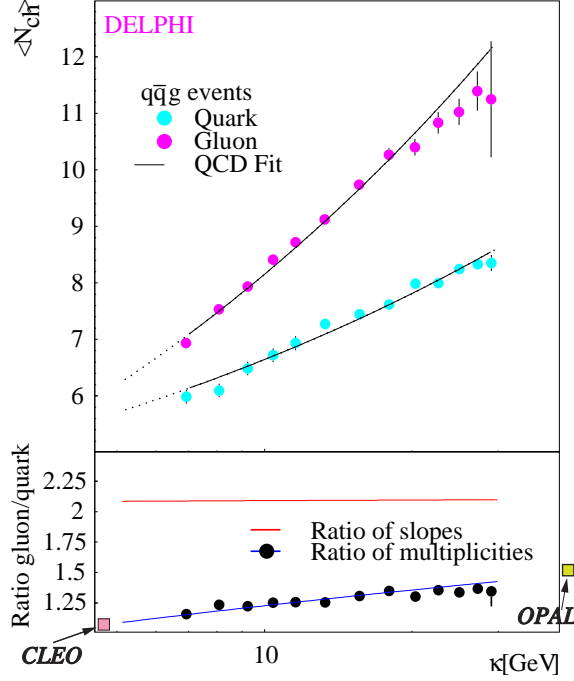 <N_ch>
DELPHI
12
11
10
9
8
7
6
qq̄g events
Quark
Gluon
QCD Fit
Ratio gluon/quark
2.25
2
1.75
1.5
1.25
Ratio of slopes
Ratio of multiplicities
CLEO
OPAL
10
κ[GeV]